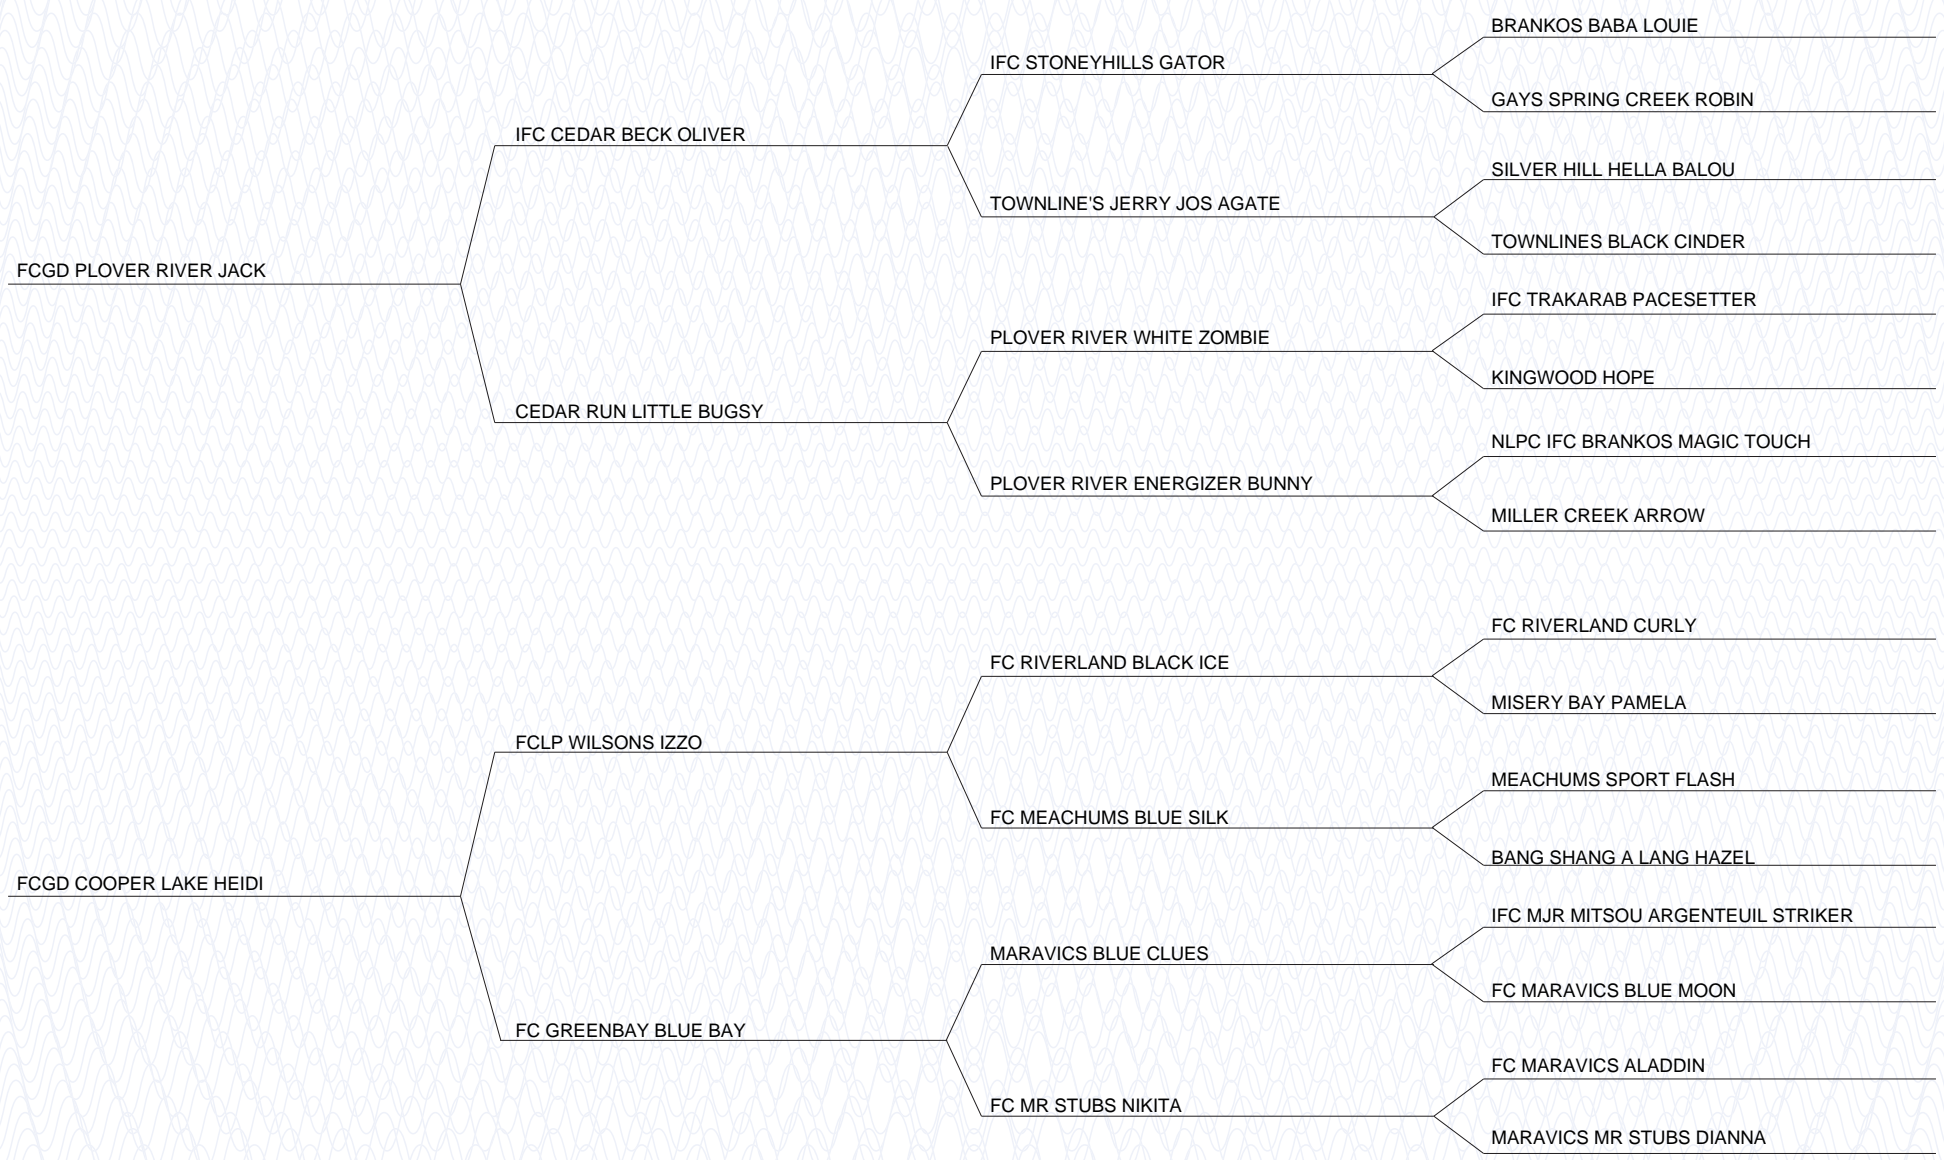 BRANKOS BABA LOUIE
IFC STONEYHILLS GATOR
GAYS SPRING CREEK ROBIN
IFC CEDAR BECK OLIVER
SILVER HILL HELLA BALOU
TOWNLINE'S JERRY JOS AGATE
TOWNLINES BLACK CINDER
FCGD PLOVER RIVER JACK
IFC TRAKARAB PACESETTER
PLOVER RIVER WHITE ZOMBIE
KINGWOOD HOPE
CEDAR RUN LITTLE BUGSY
NLPC IFC BRANKOS MAGIC TOUCH
PLOVER RIVER ENERGIZER BUNNY
MILLER CREEK ARROW
FC RIVERLAND CURLY
FC RIVERLAND BLACK ICE
MISERY BAY PAMELA
FCLP WILSONS IZZO
MEACHUMS SPORT FLASH
FC MEACHUMS BLUE SILK
BANG SHANG A LANG HAZEL
FCGD COOPER LAKE HEIDI
IFC MJR MITSOU ARGENTEUIL STRIKER
MARAVICS BLUE CLUES
FC MARAVICS BLUE MOON
FC GREENBAY BLUE BAY
FC MARAVICS ALADDIN
FC MR STUBS NIKITA
MARAVICS MR STUBS DIANNA